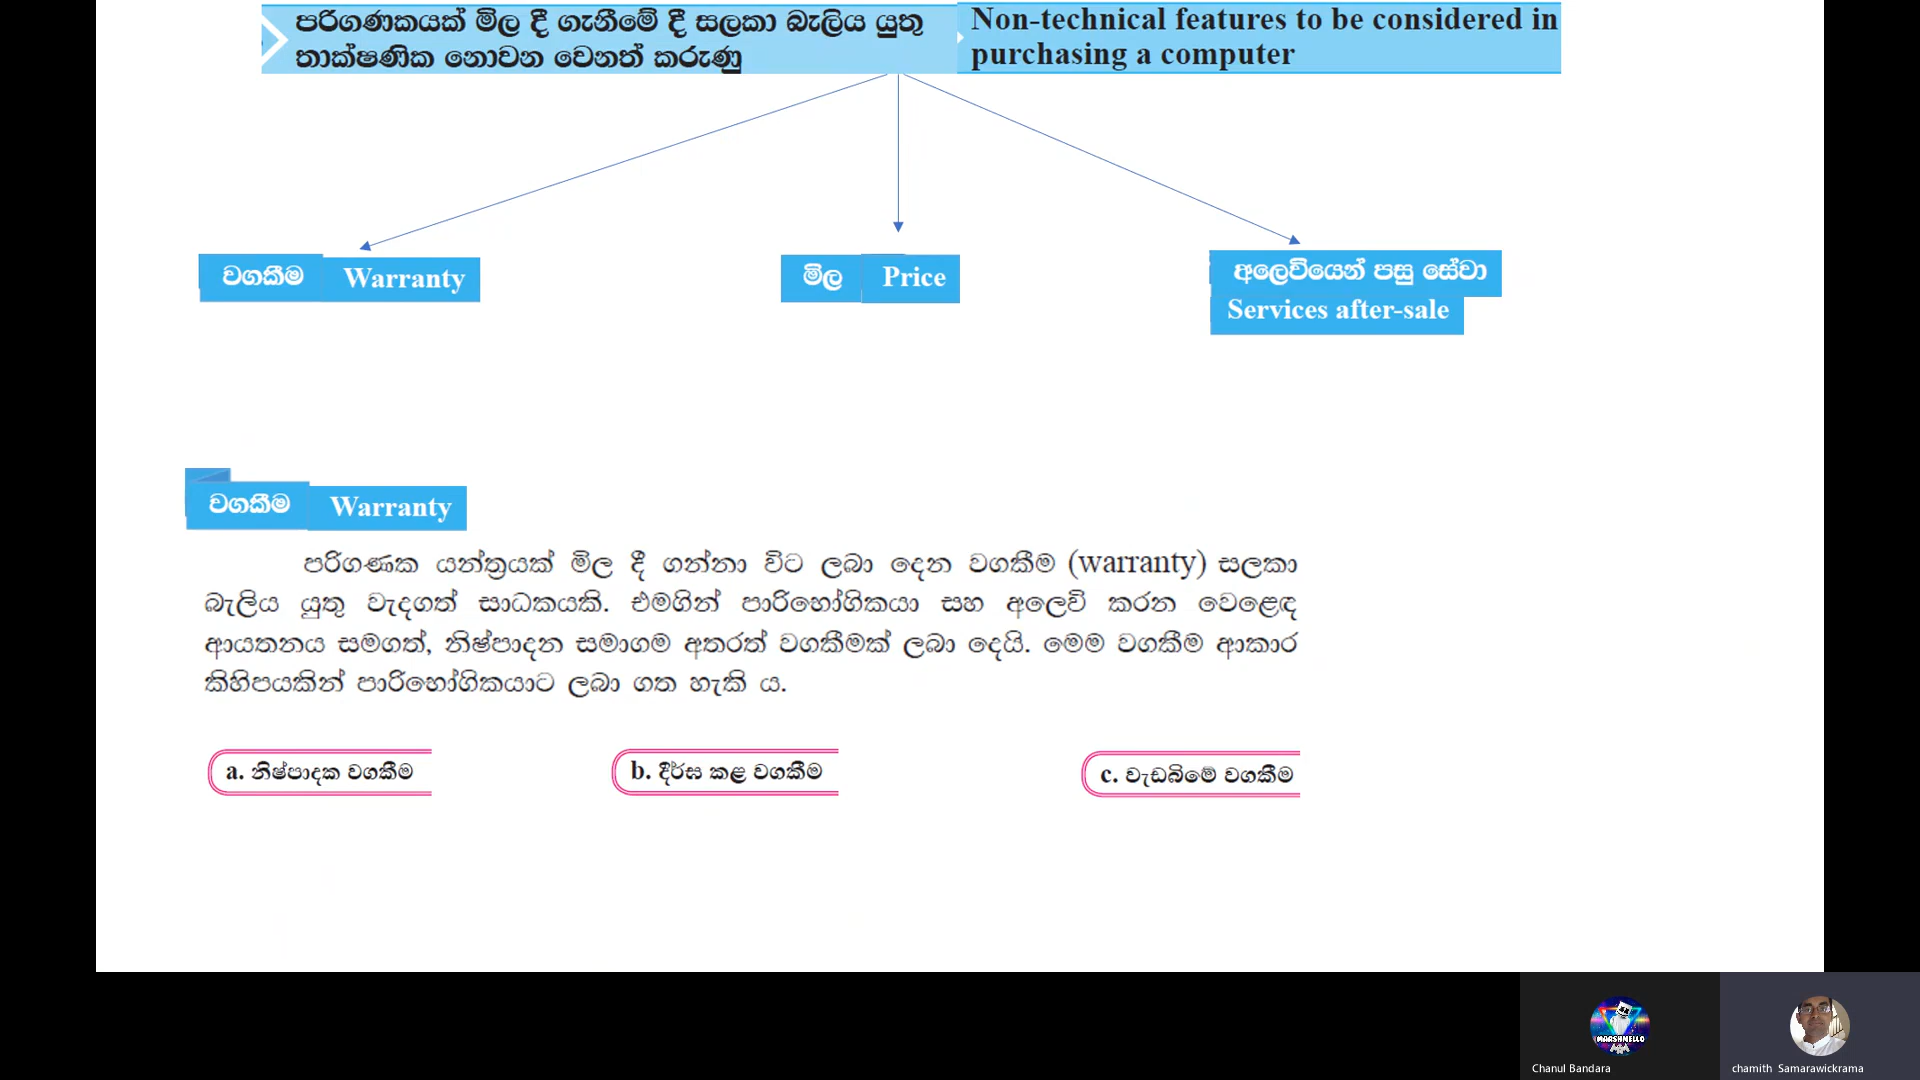 පරිගණකයක් මිල දී ගැනීමේ දී සලකා බැලිය යුතු
තාක්ෂණික නොවන වෙනත් කරුණු
Non-technical features to be considered in
purchasing a computer
වගකීම Warranty
මිල Price
අලෙවියෙන් පසු සේවා
Services after-sale
වගකීම Warranty
පරිගණක යන්ත්‍රයක් මිල දී ගන්නා විට ලබා දෙන වගකීම (warranty) සලකා
බැලිය යුතු වැදගත් සාධකයකි. එමගින් පාරිභෝගිකයා සහ අලෙවි කරන වෙළෙඳ
ආයතනය සමගත්, නිෂ්පාදන සමාගම අතරත් වගකීමක් ලබා දෙයි. මෙම වගකීම ආකාර
කිහිපයකින් පාරිභෝගිකයාට ලබා ගත හැකි ය.
a. නිෂ්පාදක වගකීම
b. දීර්ඝ කළ වගකීම
c. වැඩබිමේ වගකීම
MARSHMELLO
Chanul Bandara
chamith Samarawickrama